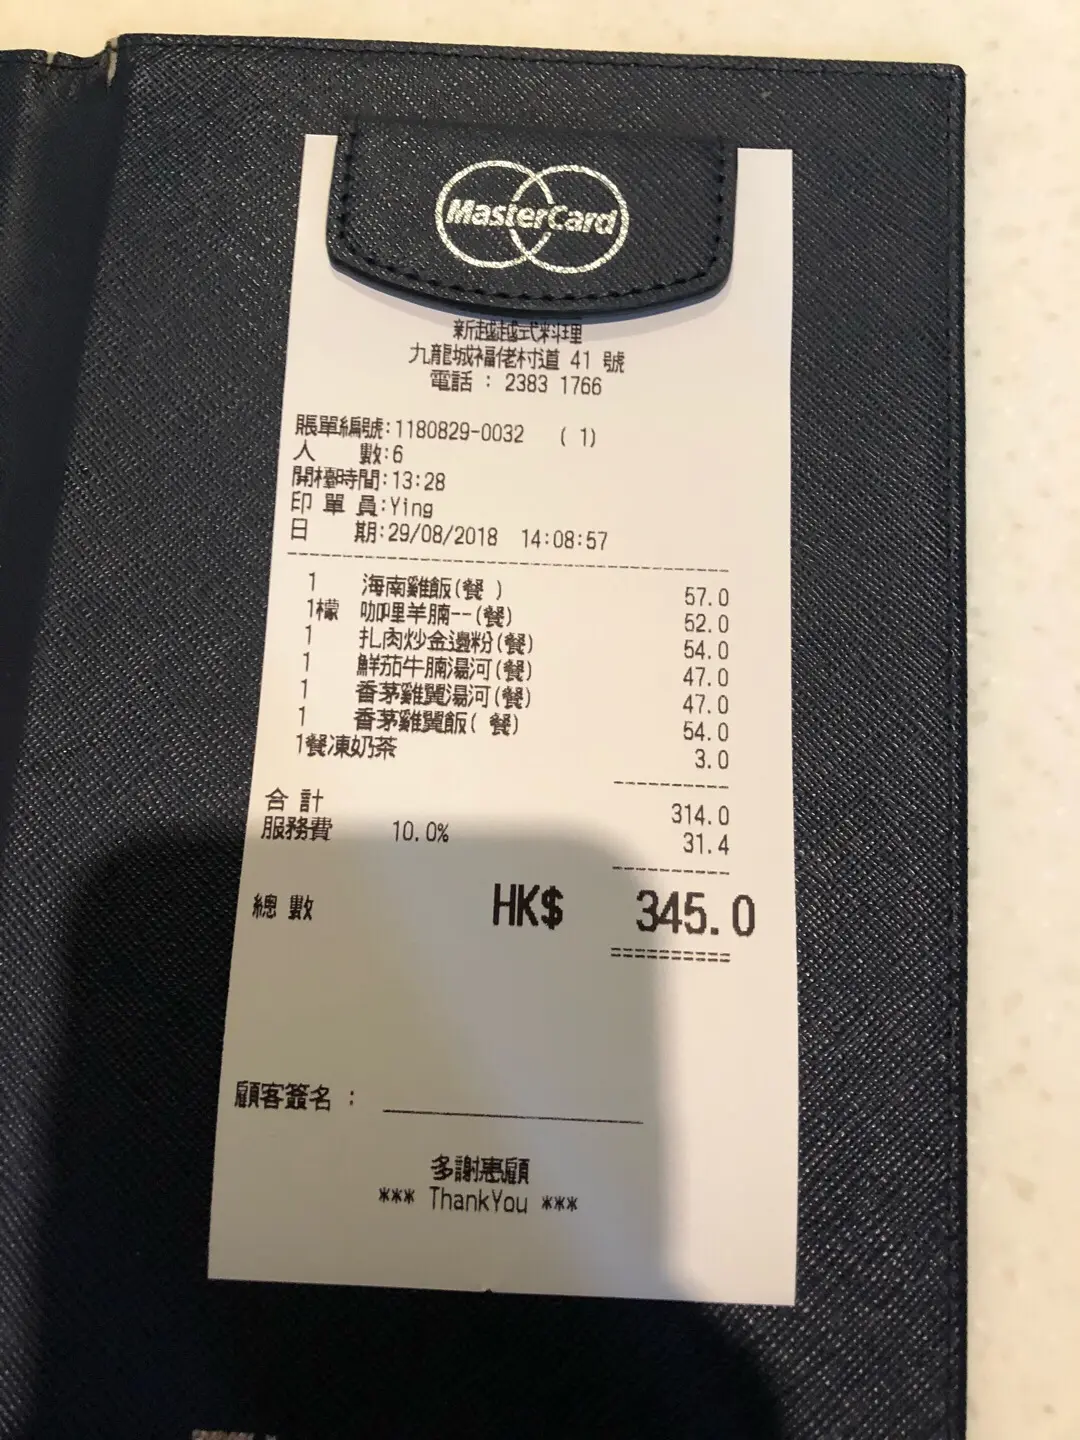 MasterCard
新越越式料理
九龍城福佬村道 41 號
電話 : 2383 1766
賬單編號:1180829-0032 ( 1)
人 數:6
開檯時間:13:28
印 單 員:Ying
日 期:29/08/2018 14:08:57
1 海南雞飯(餐 ) 57.0
1檬 咖哩羊腩--(餐) 52.0
1 扎肉炒金邊粉(餐) 54.0
1 鮮茄牛腩湯河(餐) 47.0
1 香茅雞翼湯河(餐) 47.0
1 香茅雞翼飯( 餐) 54.0
1餐凍奶茶 3.0
合 計 314.0
服務費 10.0% 31.4
總 數 HK$ 345.0
顧客簽名 :
多謝惠顧
*** ThankYou ***